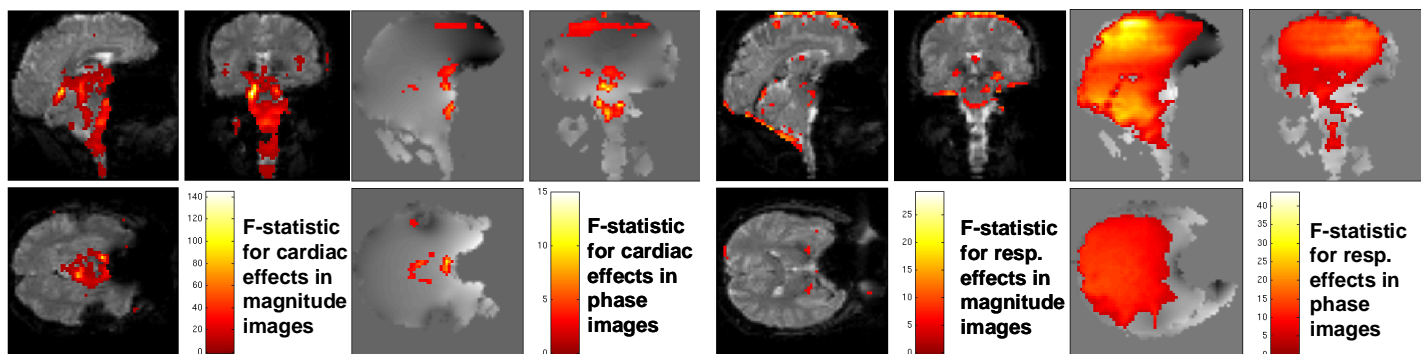 140
120
100
80
60
40
20
0
F-statistic
for cardiac
effects in
magnitude
images
15
10
5
0
F-statistic
for cardiac
effects in
phase
images
25
20
15
10
5
0
F-statistic
for resp.
effects in
magnitude
images
40
35
30
25
20
15
10
5
0
F-statistic
for resp.
effects in
phase
images